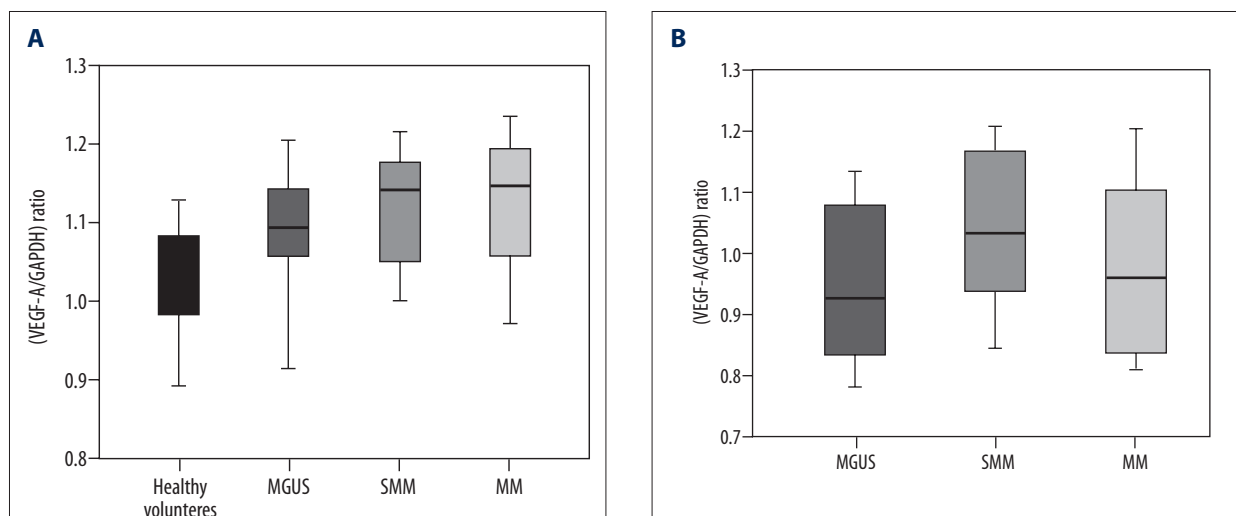 A
1.3
1.2
1.1
1.0
0.9
0.8
(VEGF-A/GAPDH) ratio
Healthy
volunteres
MGUS
SMM
MM
B
1.3
1.2
1.1
1.0
0.9
0.8
0.7
(VEGF-A/GAPDH) ratio
MGUS
SMM
MM